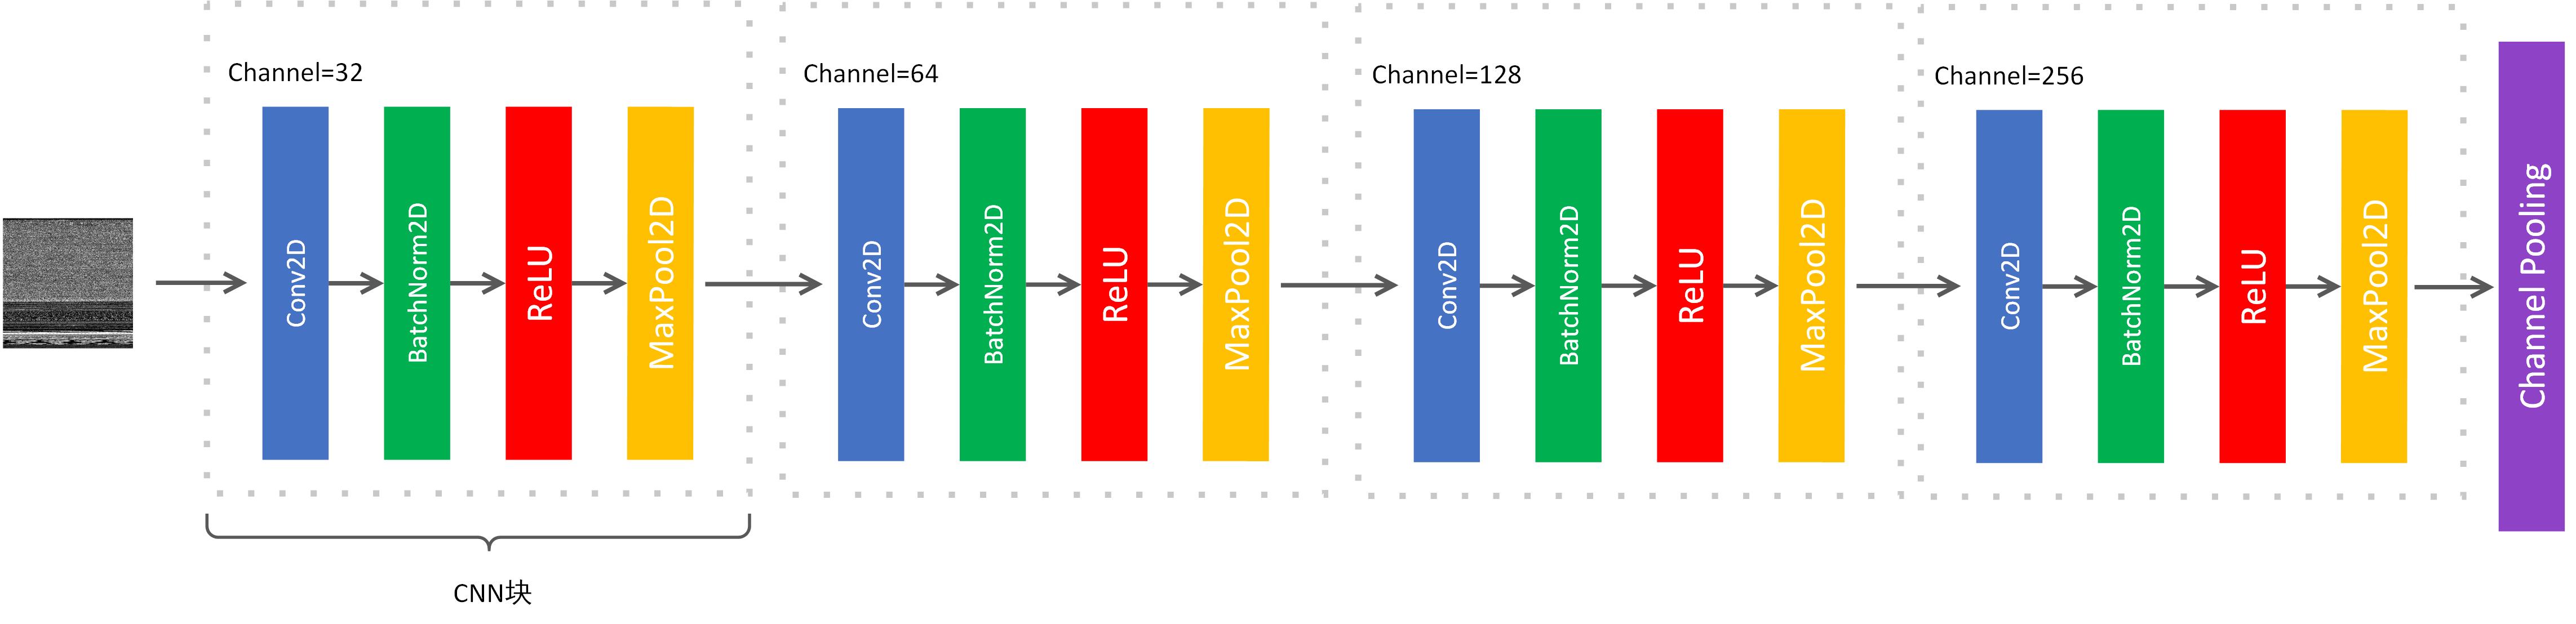 Channel=32
Conv2D
BatchNorm2D
ReLU
MaxPool2D
Channel=64
Conv2D
BatchNorm2D
ReLU
MaxPool2D
Channel=128
Conv2D
BatchNorm2D
ReLU
MaxPool2D
Channel=256
Conv2D
BatchNorm2D
ReLU
MaxPool2D
Channel Pooling
CNN块